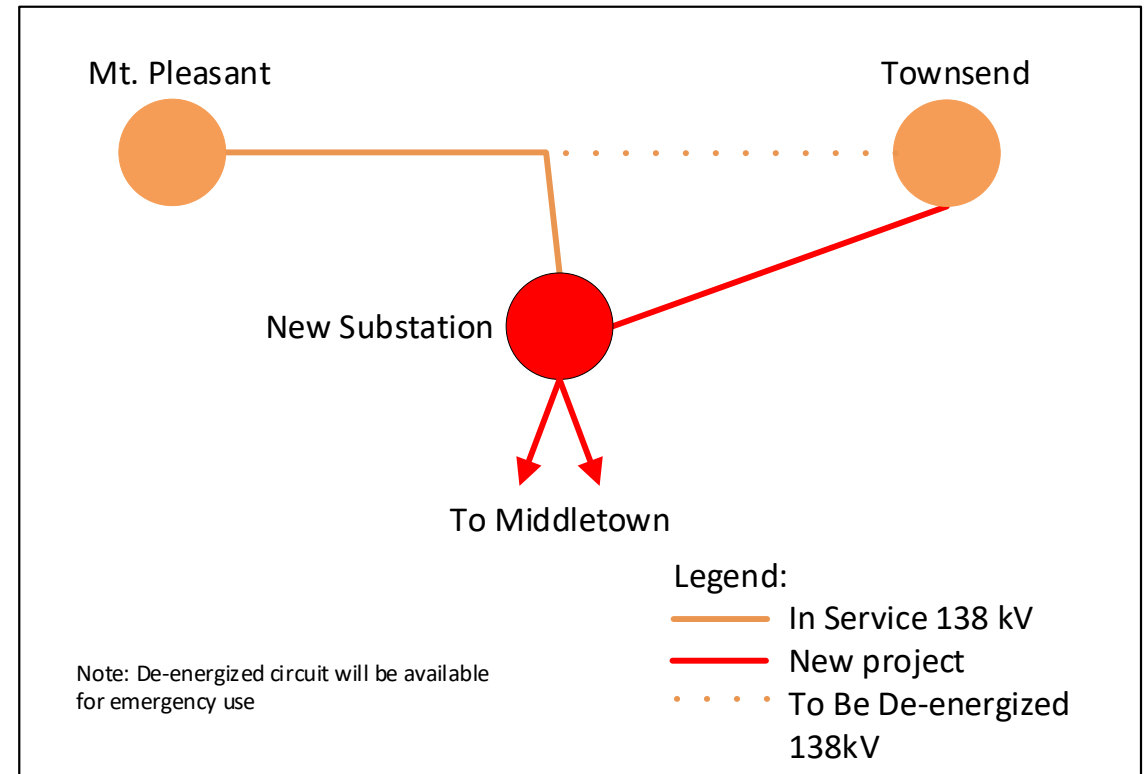 Mt. Pleasant
Townsend
New Substation
To Middletown
Legend:
In Service 138 kV
New project
To Be De-energized
138kV
Note: De-energized circuit will be available
for emergency use